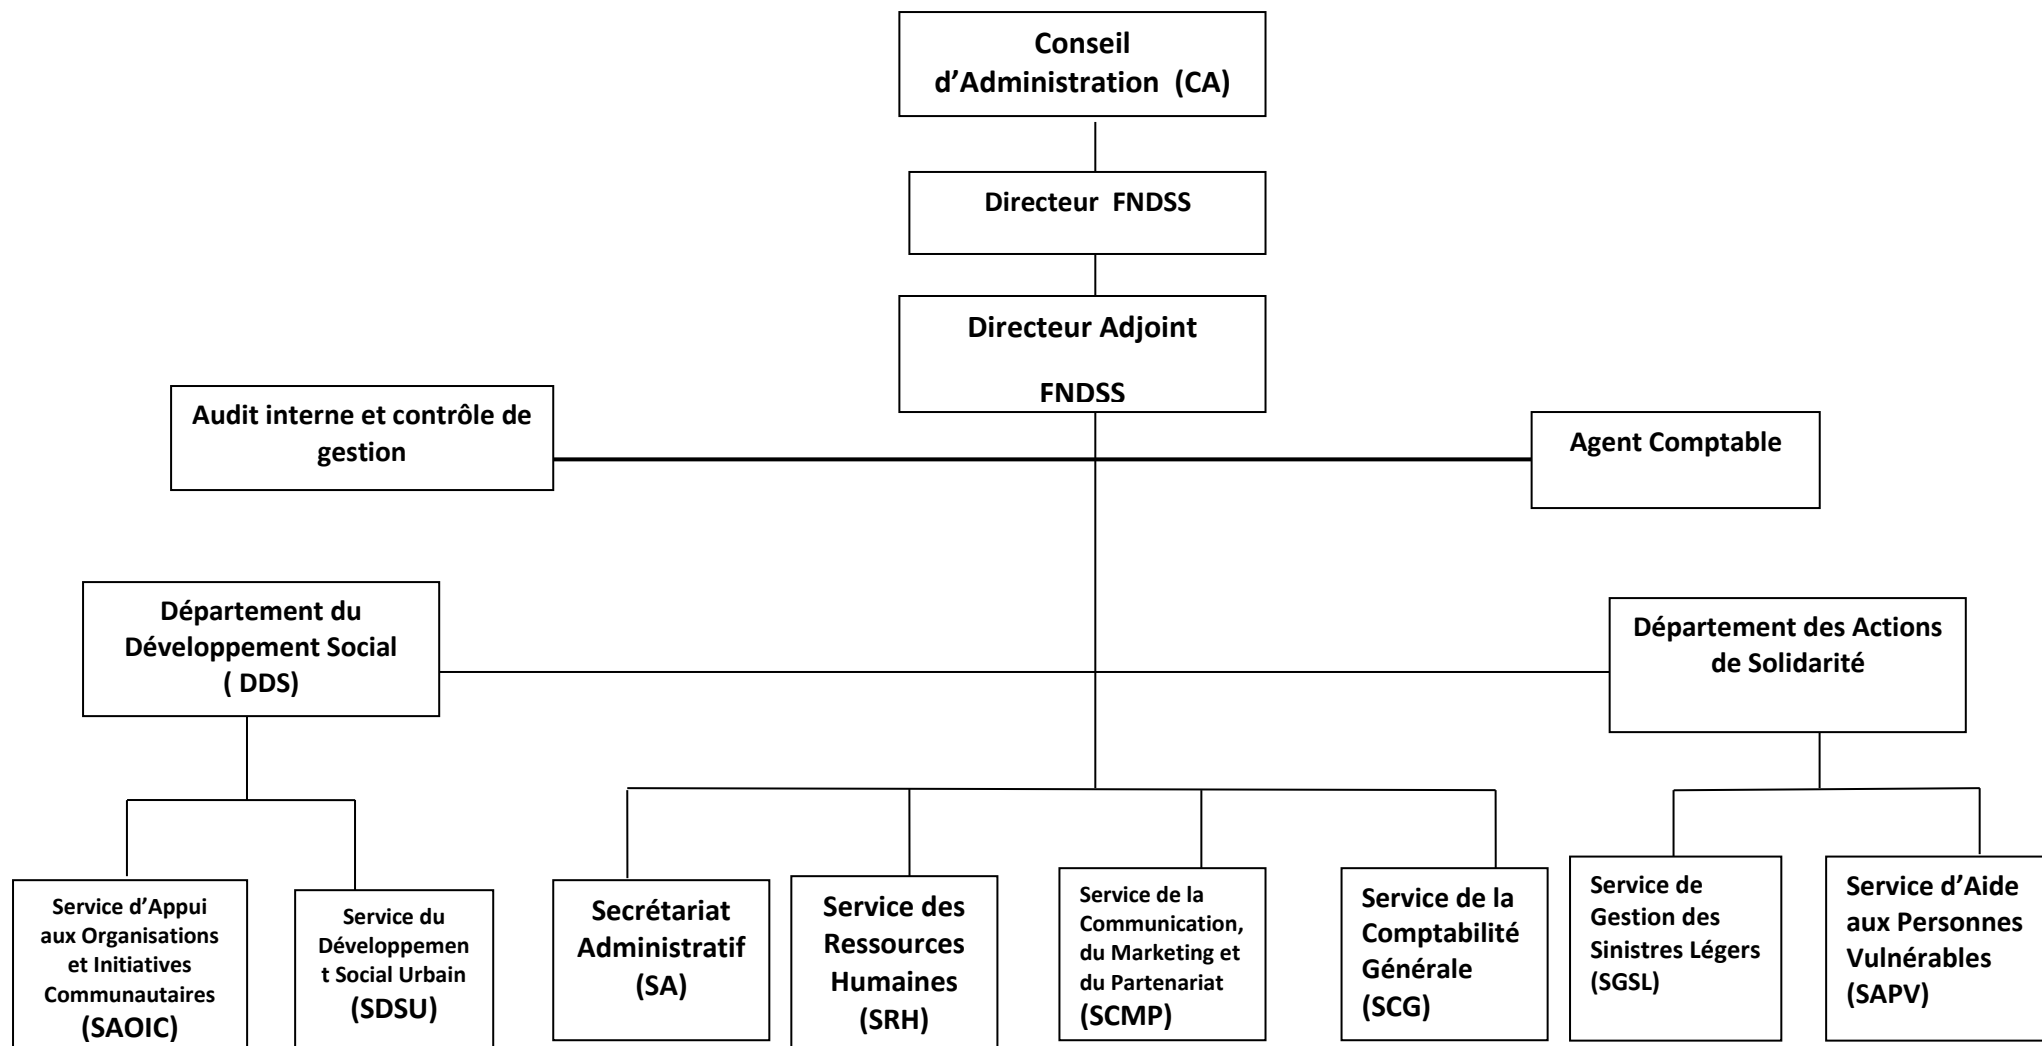 Conseil
d’Administration (CA)
Directeur FNDSS
Directeur Adjoint
FNDSS
Audit interne et contrôle de
gestion
Agent Comptable
Département du
Développement Social
( DDS)
Département des Actions
de Solidarité
Service d’Appui
aux Organisations
et Initiatives
Communautaires
(SAOIC)
Service du
Développemen
t Social Urbain
(SDSU)
Secrétariat
Administratif
(SA)
Service des
Ressources
Humaines
(SRH)
Service de la
Communication,
du Marketing et
du Partenariat
(SCMP)
Service de la
Comptabilité
Générale
(SCG)
Service de
Gestion des
Sinistres Légers
(SGSL)
Service d’Aide
aux Personnes
Vulnérables
(SAPV)